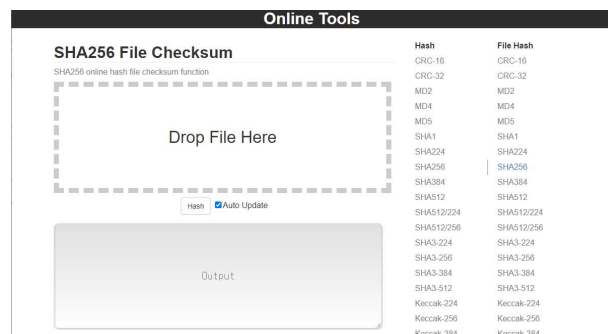 Online Tools
SHA256 File Checksum
SHA256 online hash file checksum function
Drop File Here
Hash Auto Update
Output
Hash
CRC-16
CRC-32
MD2
MD4
MD5
SHA1
SHA224
SHA256
SHA384
SHA512
SHA512/224
SHA512/256
SHA3-224
SHA3-256
SHA3-384
SHA3-512
Keccak-224
Keccak-256
Keccak-384
File Hash
CRC-16
CRC-32
MD2
MD4
MD5
SHA1
SHA224
SHA256
SHA384
SHA512
SHA512/224
SHA512/256
SHA3-224
SHA3-256
SHA3-384
SHA3-512
Keccak-224
Keccak-256
Keccak-384